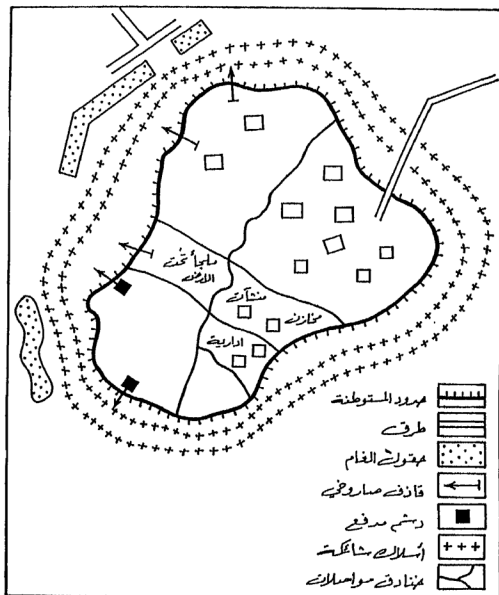 ملجأ تحت
الأرض
منشآت
مخازن
ادارية
حدود المستوطنة
طرق
حقول الغام
قاذف صاروخي
دشم مدفع
أسلاك شائكة
خنادق مواصلات